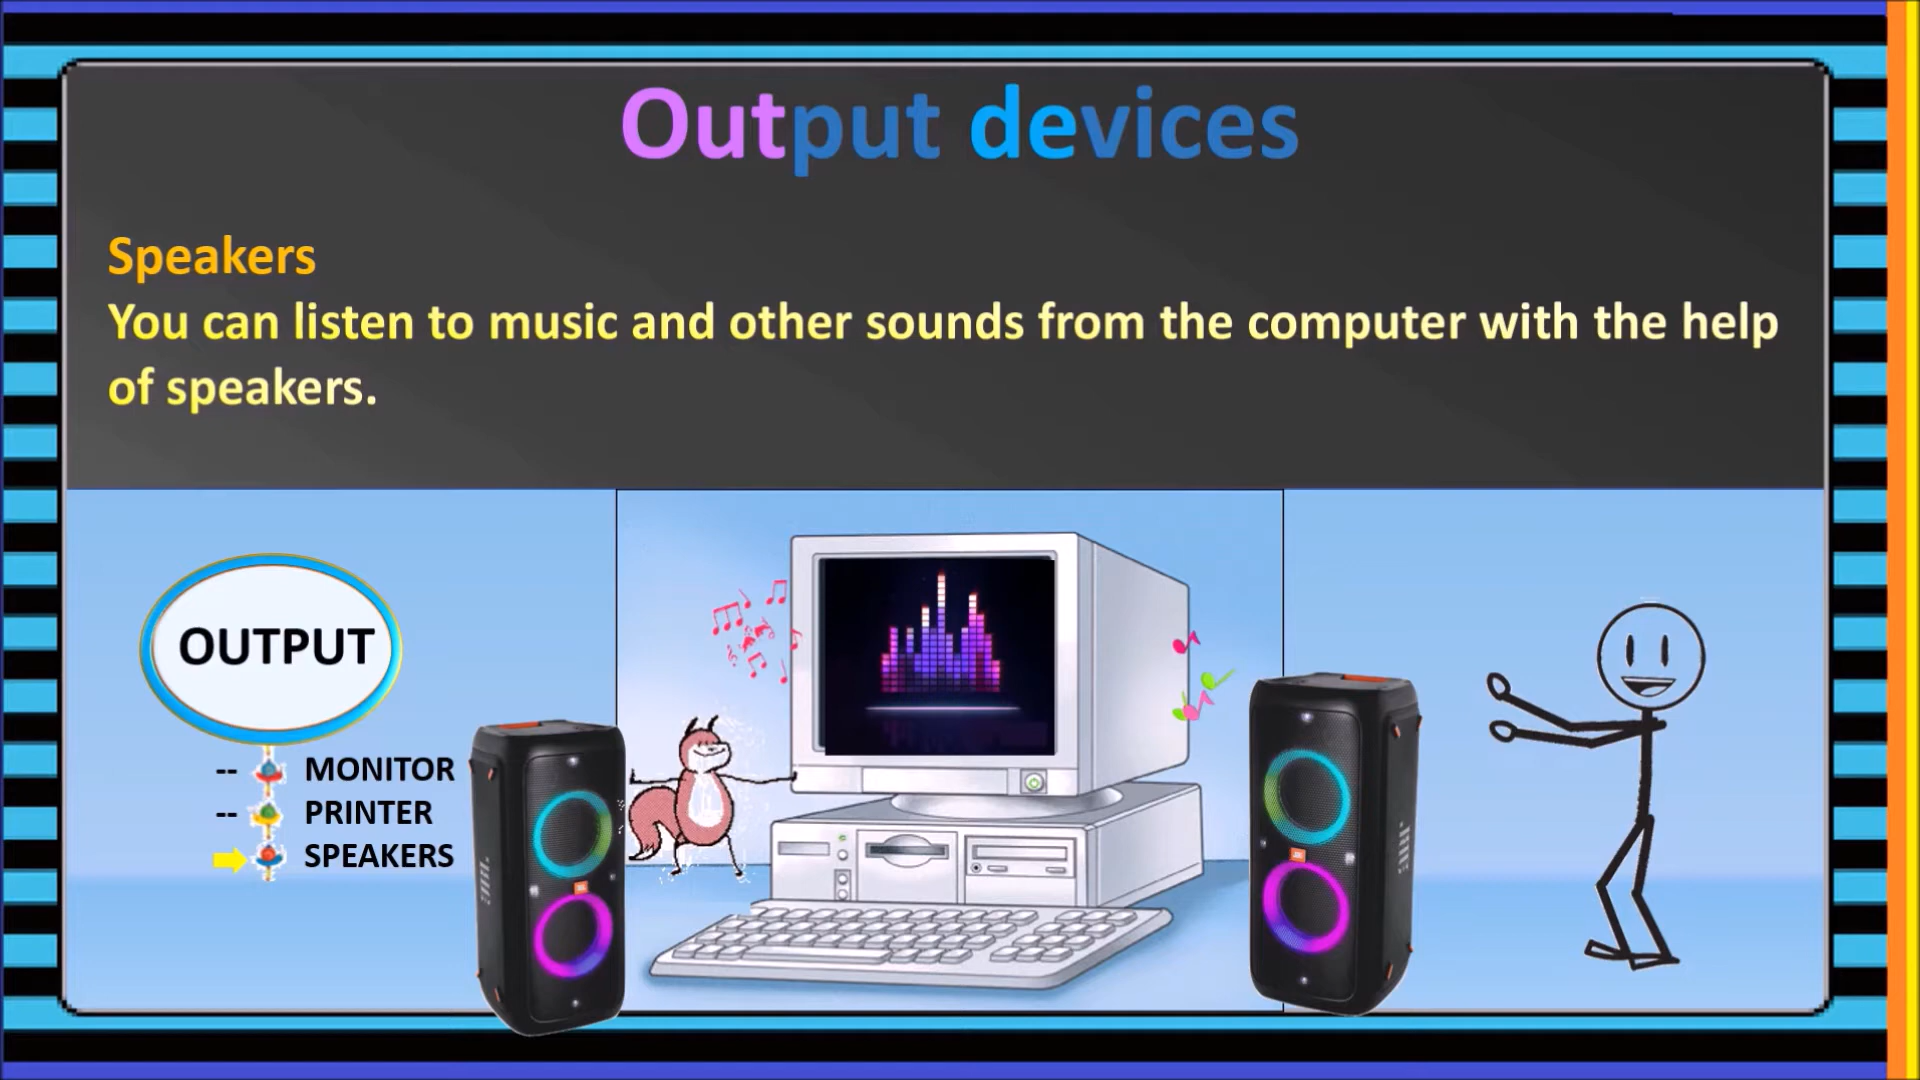 Output devices
Speakers
You can listen to music and other sounds from the computer with the help
of speakers.
OUTPUT
-- MONITOR
-- PRINTER
SPEAKERS